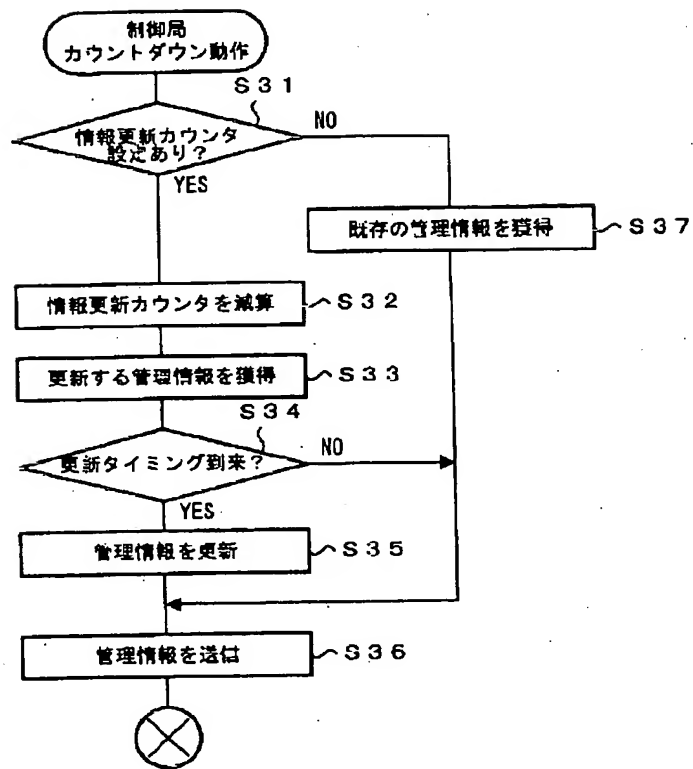 制御局
カウントダウン動作
S31
情報更新カウンタ
設定あり？
NO
YES
既存の管理情報を獲得
S37
情報更新カウンタを減算
S32
更新する管理情報を獲得
S33
S34
更新タイミング到来？
NO
YES
管理情報を更新
S35
管理情報を送信
S36